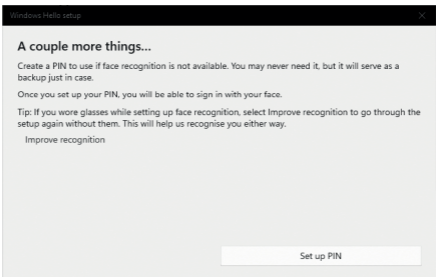 Windows Hello setup
A couple more things...
Create a PIN to use if face recognition is not available. You may never need it, but it will serve as a
backup just in case.
Once you set up your PIN, you will be able to sign in with your face.
Tip: If you wore glasses while setting up face recognition, select Improve recognition to go through the
setup again without them. This will help us recognise you either way.
Improve recognition
Set up PIN